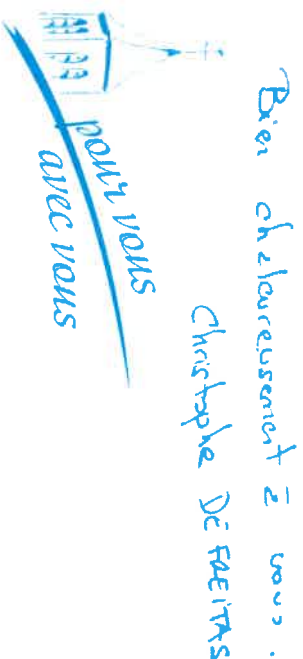 Bien chaleureusement à vous.
Christophe DE FREITAS
pour vous
avec vous